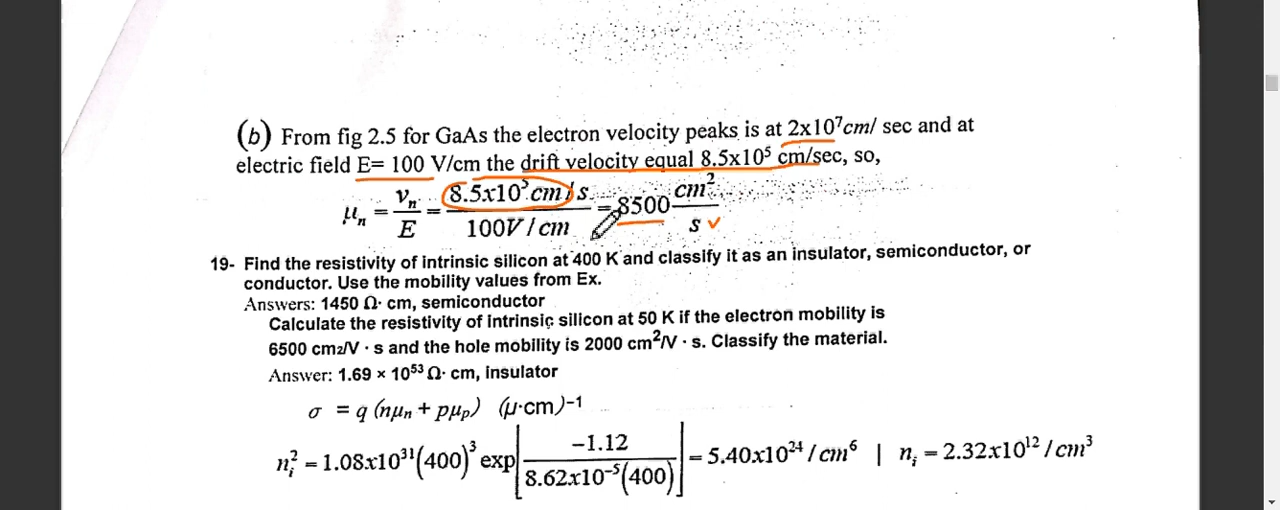 (b) From fig 2.5 for GaAs the electron velocity peaks is at 2x10⁷cm/ sec and at
electric field E= 100 V/cm the drift velocity equal 8.5x10⁵ cm/sec, so,
μₙ = vₙ / E = 8.5x10⁵ cm / s / 100V / cm = 8500 cm² / s
19- Find the resistivity of intrinsic silicon at 400 K and classify it as an insulator, semiconductor, or
conductor. Use the mobility values from Ex.
Answers: 1450 Ω· cm, semiconductor
Calculate the resistivity of intrinsic silicon at 50 K if the electron mobility is
6500 cm2/V · s and the hole mobility is 2000 cm²/V · s. Classify the material.
Answer: 1.69 × 10⁵³ Ω· cm, insulator
σ = q (nμₙ + pμₚ) (μ·cm)⁻¹
nᵢ² = 1.08x10³¹(400)³ exp[-1.12 / 8.62x10⁻⁵(400)] = 5.40x10²⁴ / cm⁶ | nᵢ = 2.32x10¹² / cm³